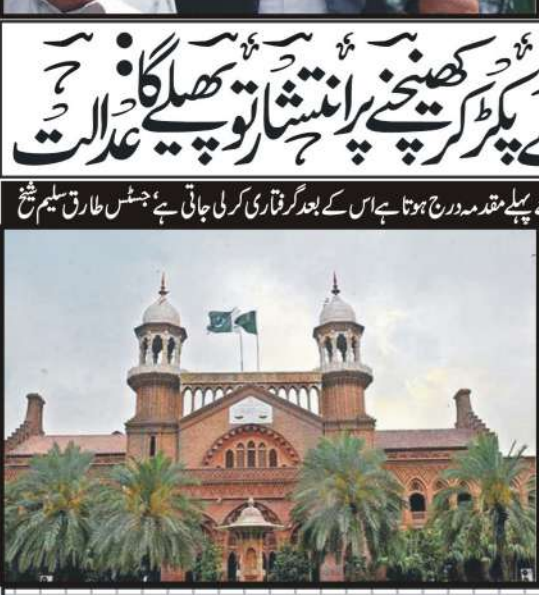 پکڑ کر کھینچنے پر انتشار تو پھیلے گا: عدالت
پہلے مقدمہ درج ہوتا ہے اس کے بعد گرفتاری کر لی جاتی ہے، جسٹس طارق سلیم شیخ